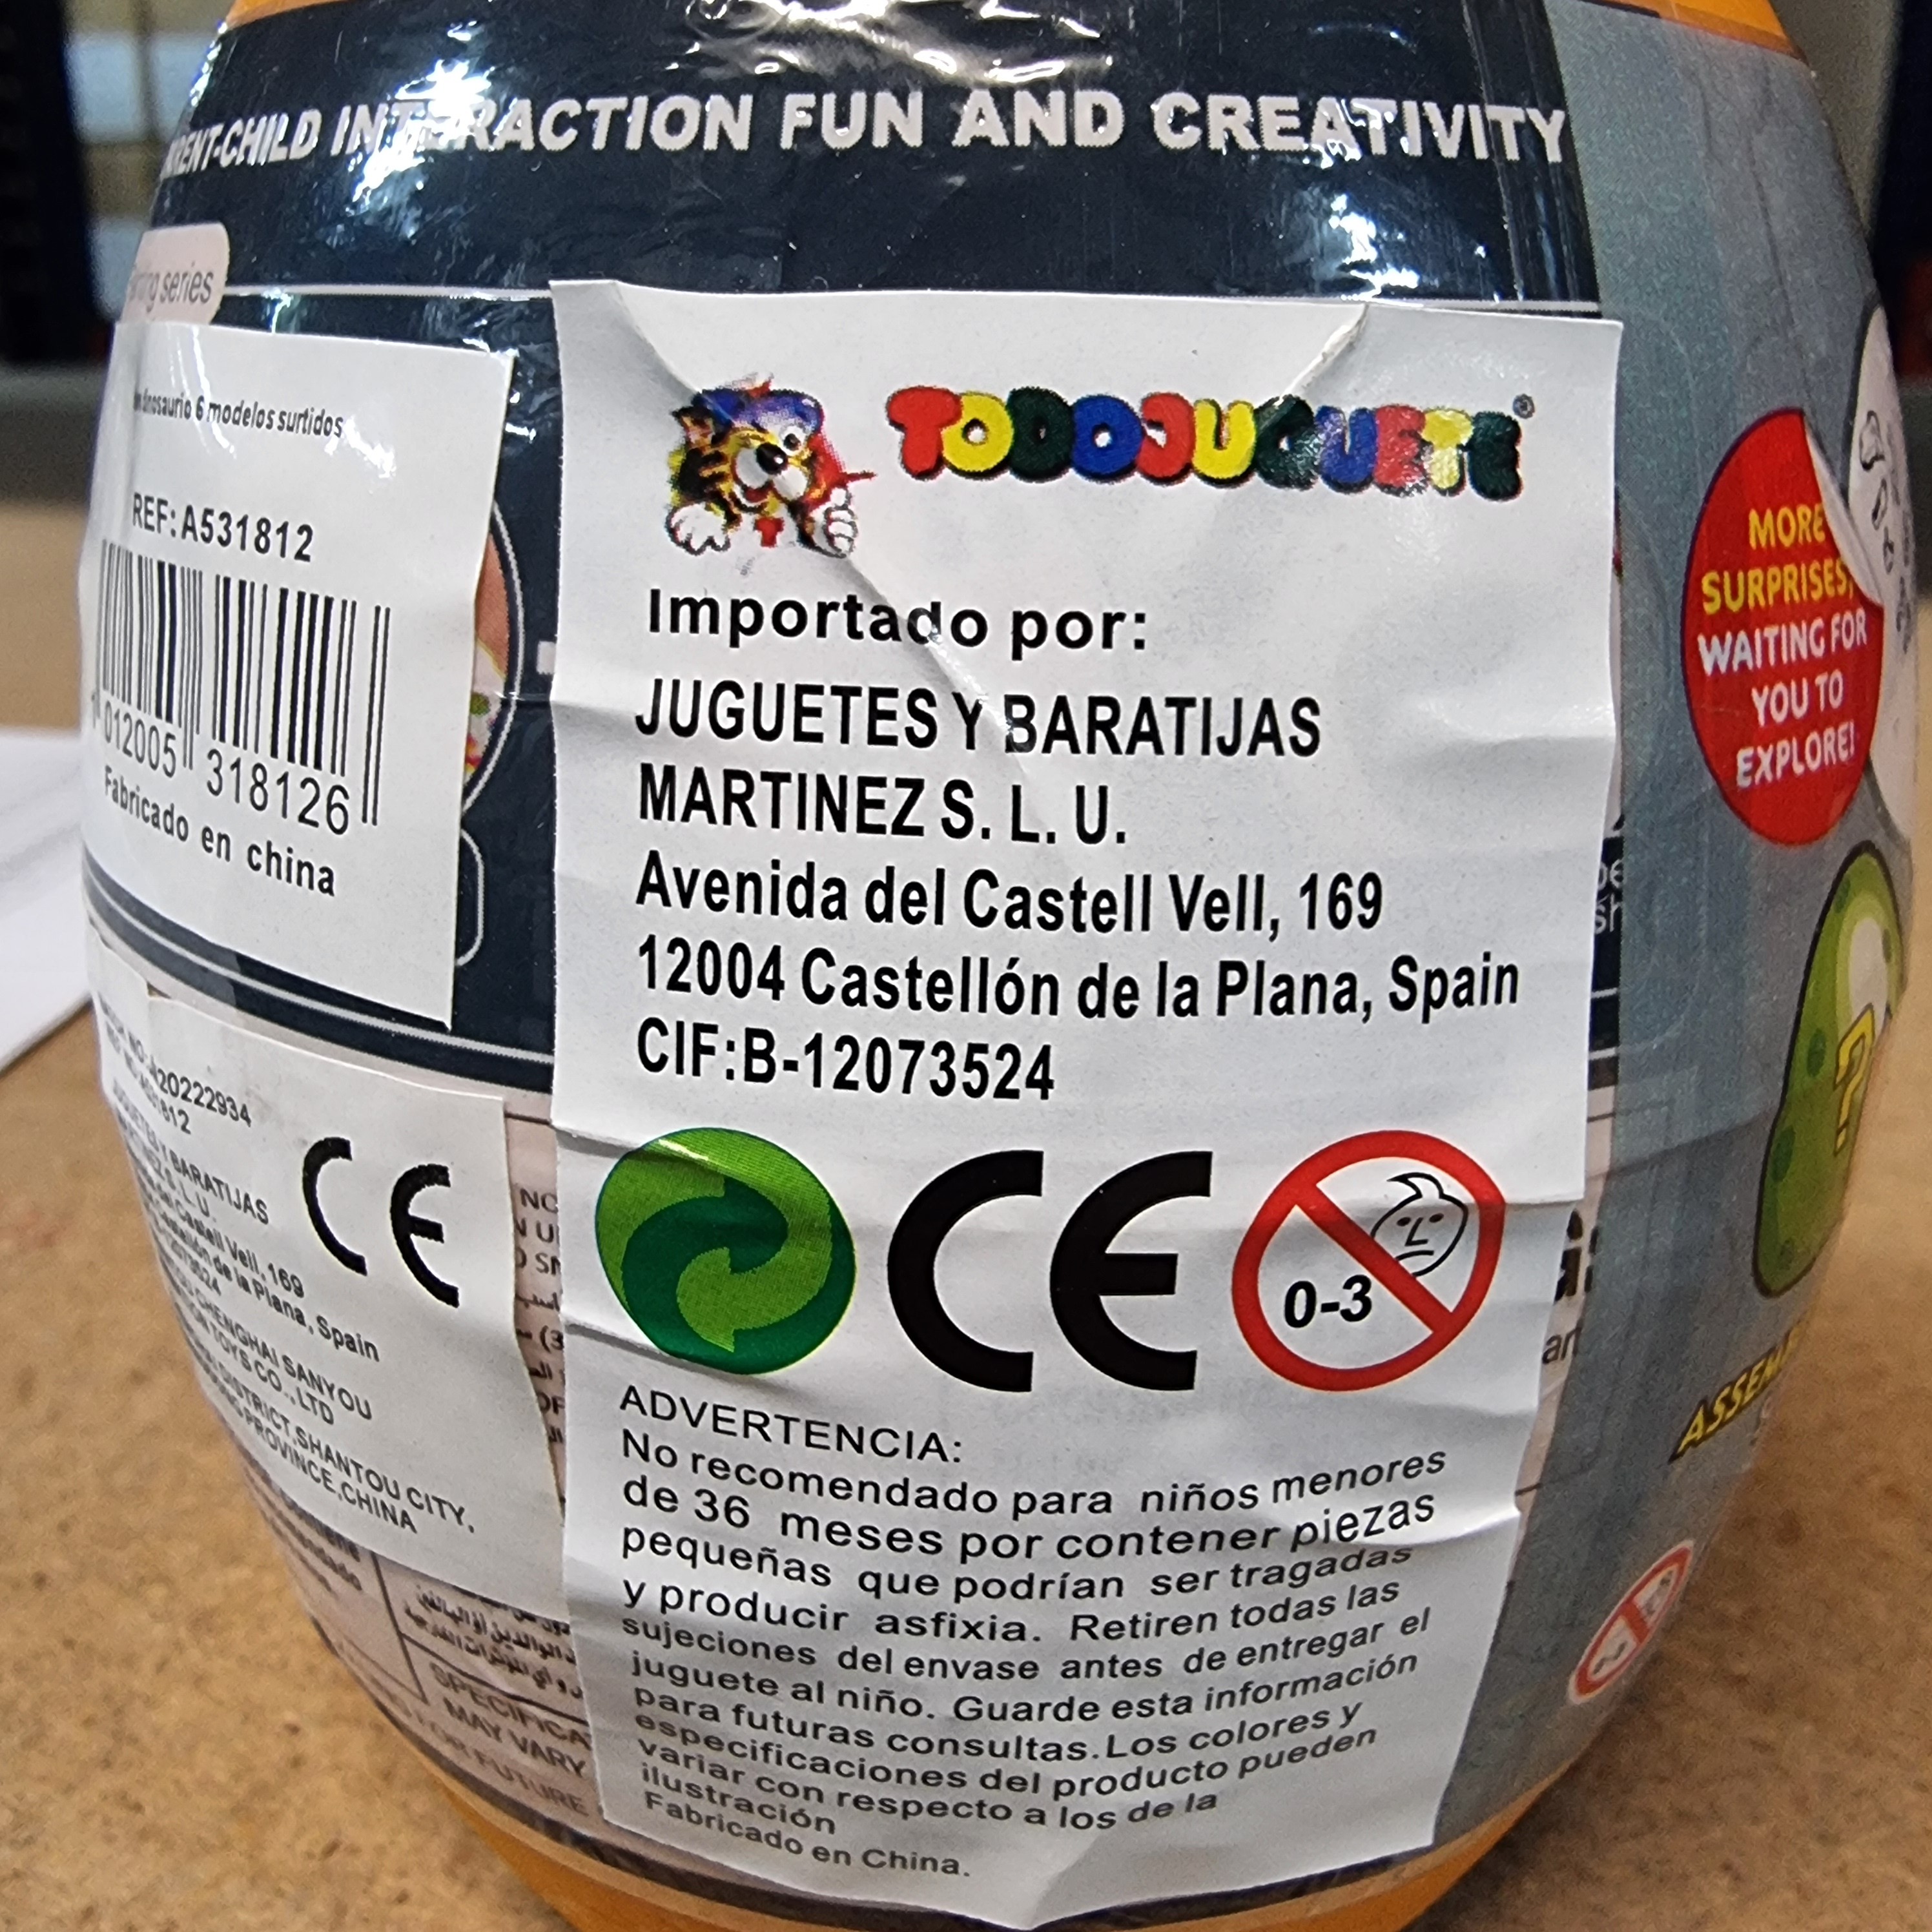 INTERACTION FUN AND CREATIVITY
series
dinosaurio 6 modelos surtidos
REF:A531812
012005 318126
Fabricado en china
TODOJUGUETE®
Importado por:
JUGUETES Y BARATIJAS
MARTINEZ S. L. U.
Avenida del Castell Vell, 169
12004 Castellón de la Plana, Spain
CIF:B-12073524
CE
0-3
ADVERTENCIA:
No recomendado para niños menores
de 36 meses por contener piezas
pequeñas que podrían ser tragadas
y producir asfixia. Retiren todas las
sujeciones del envase antes de entregar el
juguete al niño. Guarde esta información
para futuras consultas. Los colores y
especificaciones del producto pueden
variar con respecto a los de la
ilustración
Fabricado en China.
BARATIJAS
S.L.U.
Castell Vell, 169
de la Plana, Spain
CHENGHAI SANYOU
TOYS CO.,LTD
DISTRICT,SHANTOU CITY,
PROVINCE,CHINA
CE
MAY VARY
FUTURE
MORE
SURPRISES,
WAITING FOR
YOU TO
EXPLORE!
?